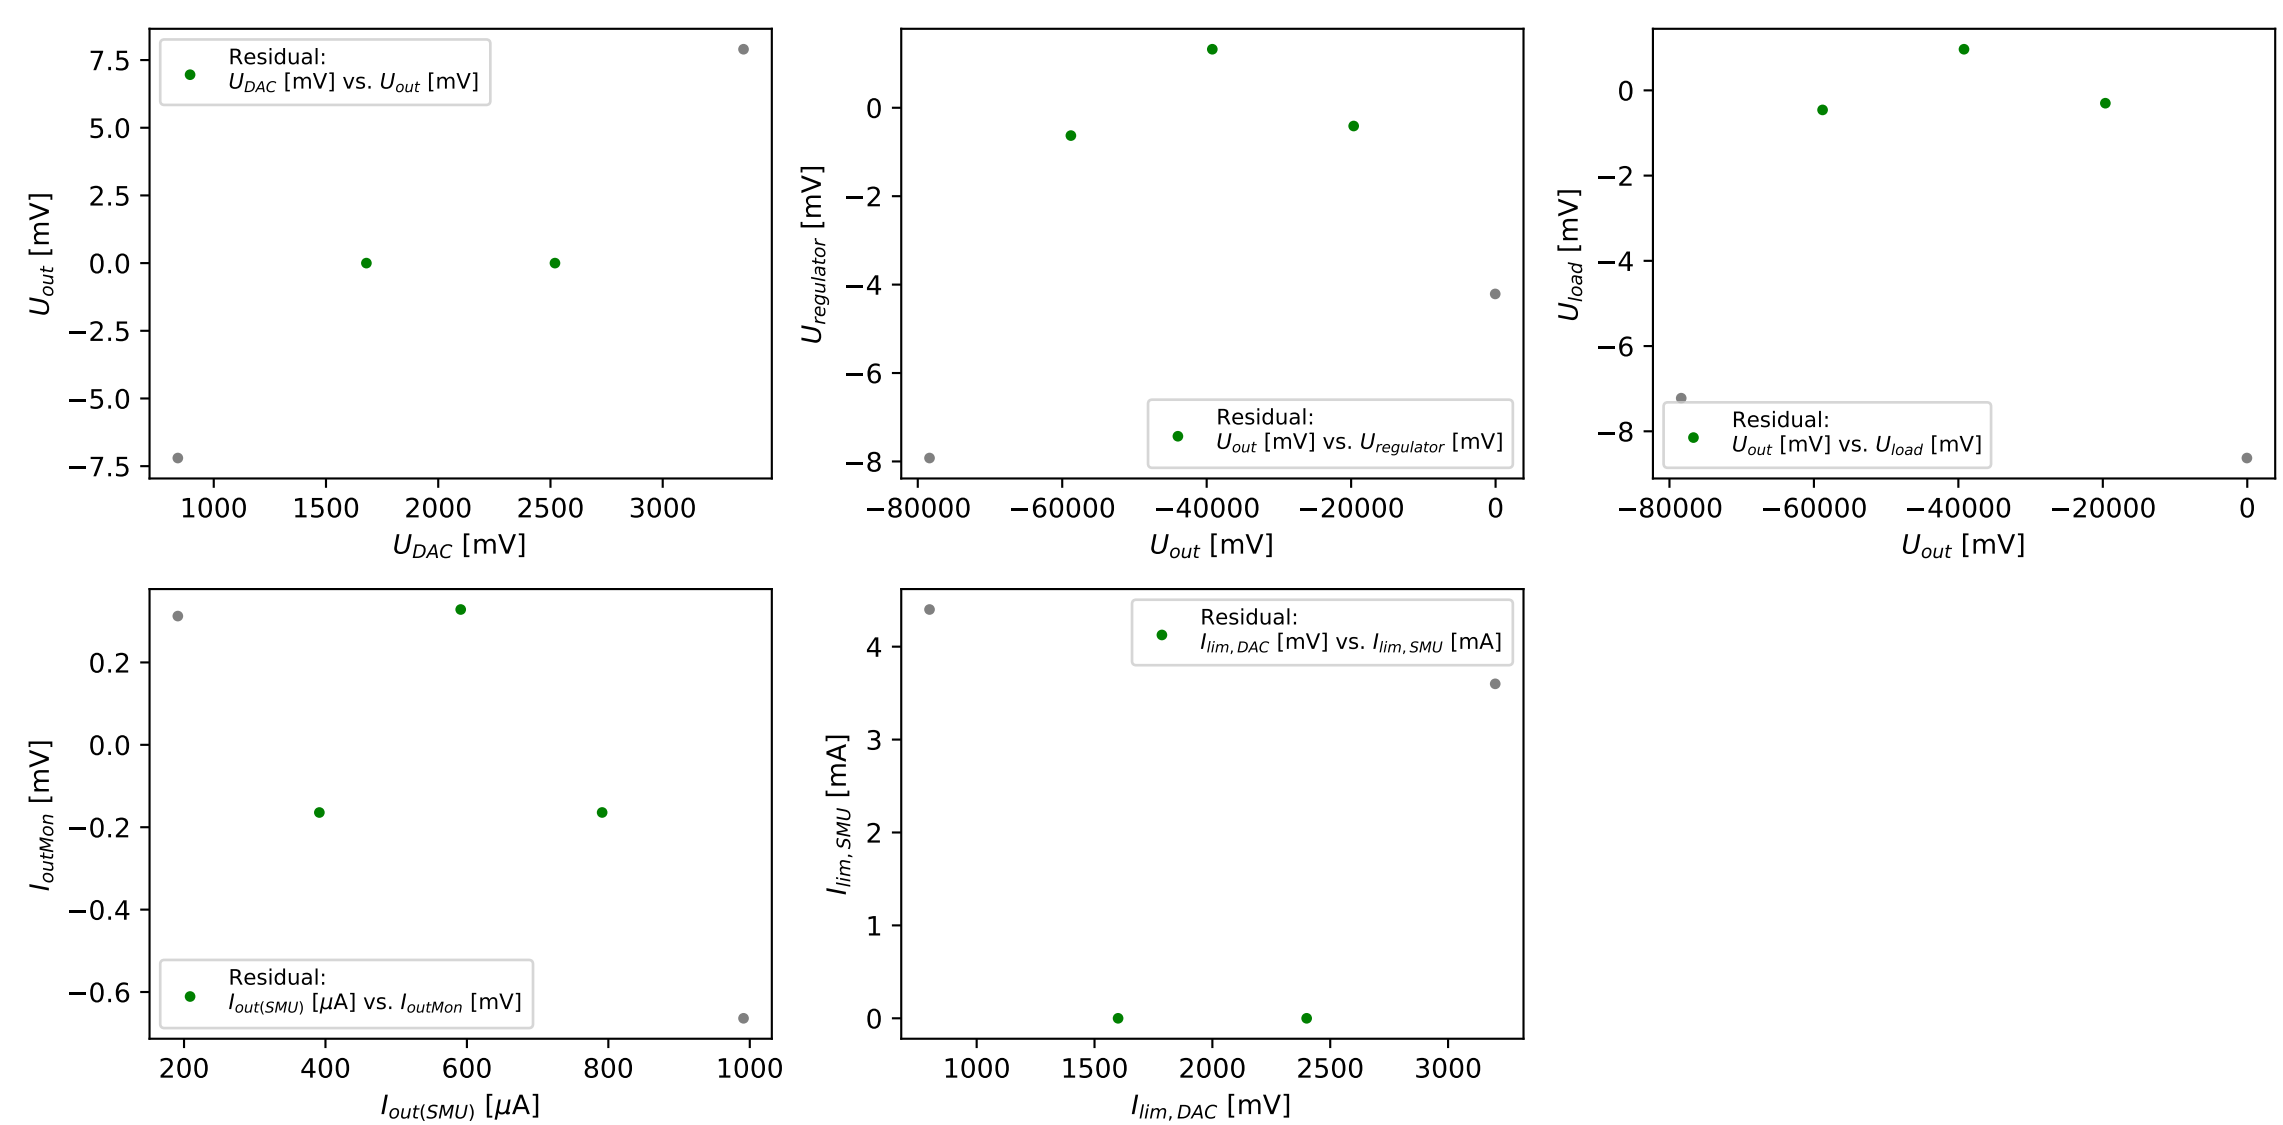 7.5
5.0
2.5
0.0
−2.5
−5.0
−7.5
U_out [mV]
Residual:
U_DAC [mV] vs. U_out [mV]
1000 1500 2000 2500 3000
U_DAC [mV]
0
−2
−4
−6
−8
U_regulator [mV]
Residual:
U_out [mV] vs. U_regulator [mV]
−80000 −60000 −40000 −20000 0
U_out [mV]
0
−2
−4
−6
−8
U_load [mV]
Residual:
U_out [mV] vs. U_load [mV]
−80000 −60000 −40000 −20000 0
U_out [mV]
0.2
0.0
−0.2
−0.4
−0.6
I_outMon [mV]
Residual:
I_out(SMU) [μA] vs. I_outMon [mV]
200 400 600 800 1000
I_out(SMU) [μA]
4
3
2
1
0
I_lim,SMU [mA]
Residual:
I_lim,DAC [mV] vs. I_lim,SMU [mA]
1000 1500 2000 2500 3000
I_lim,DAC [mV]